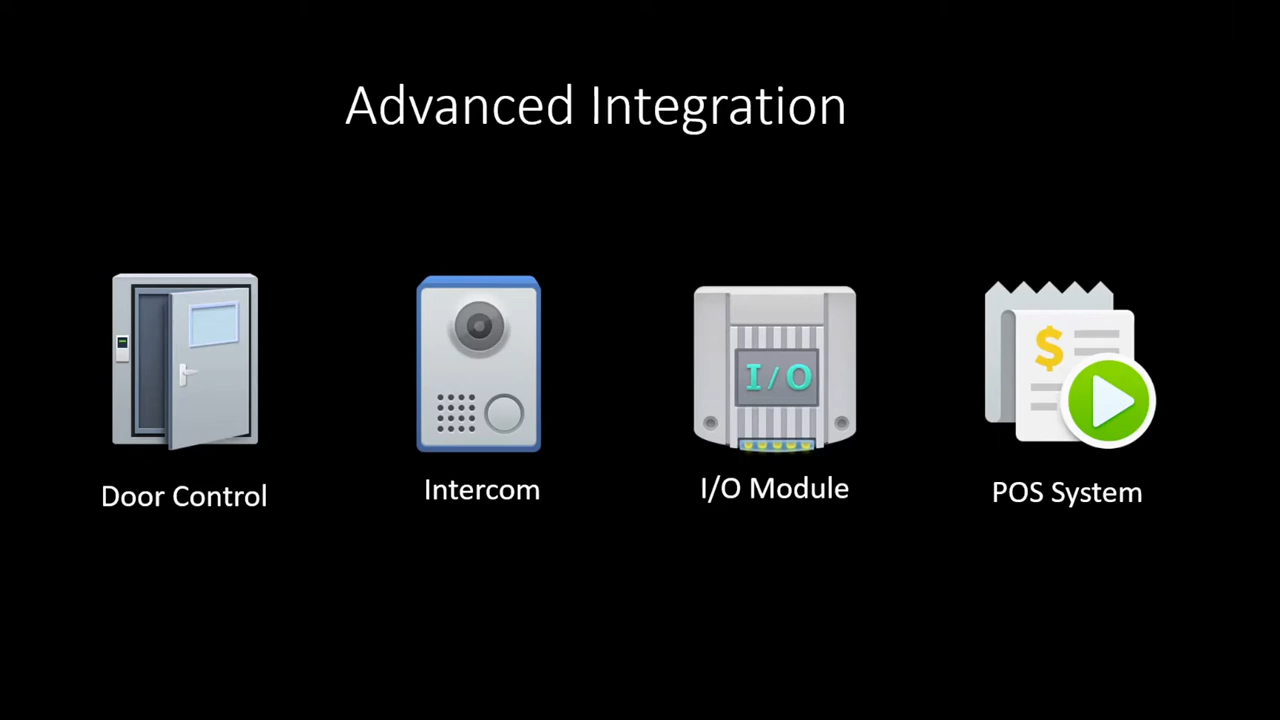 Advanced Integration
I/O
$
Door Control
Intercom
I/O Module
POS System